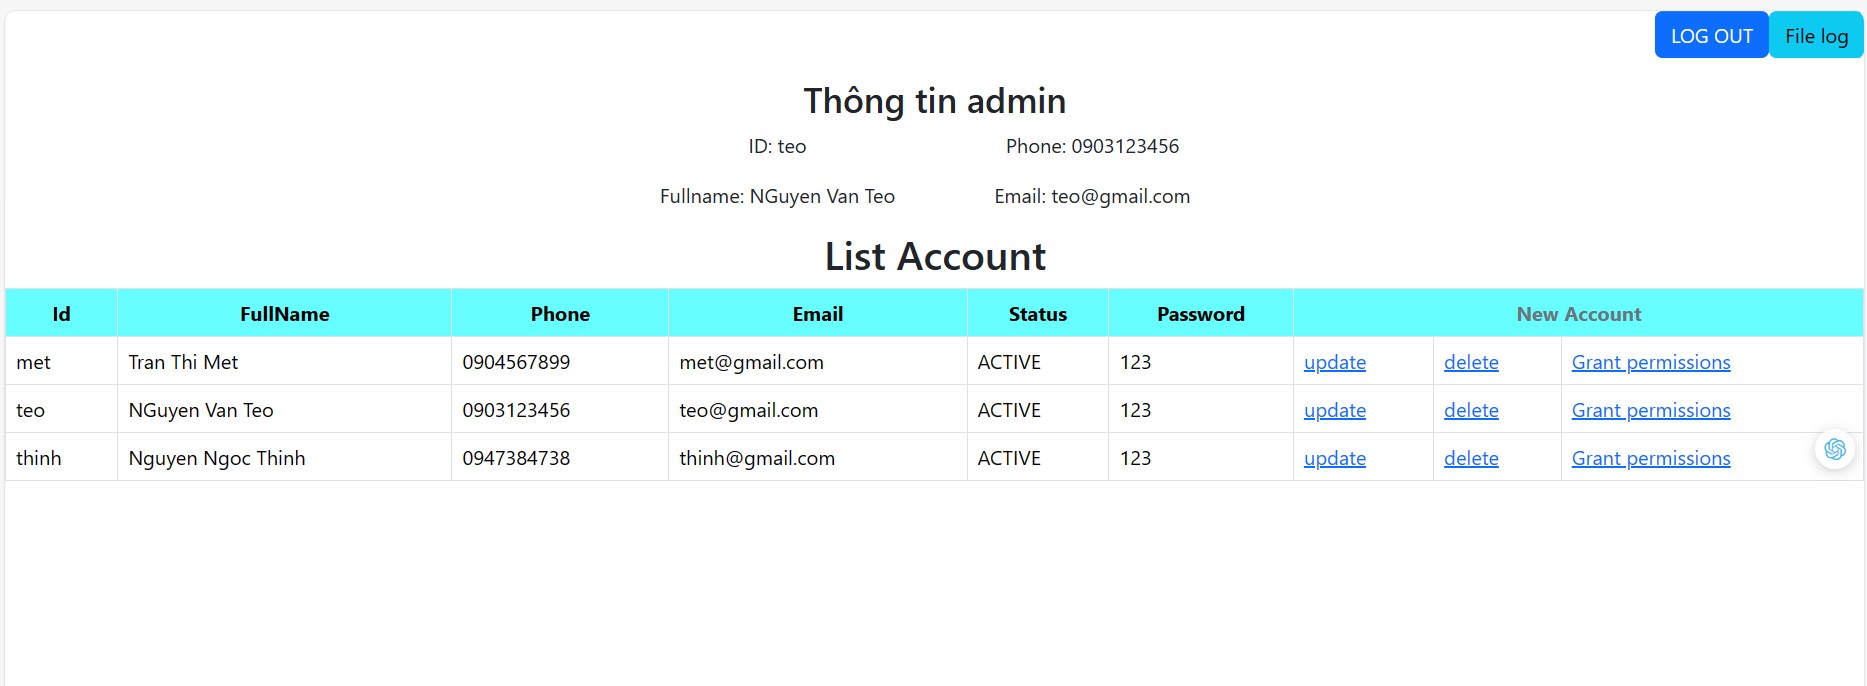 LOG OUT File log
Thông tin admin
ID: teo Phone: 0903123456
Fullname: NGuyen Van Teo Email: teo@gmail.com
List Account
Id FullName Phone Email Status Password New Account
met Tran Thi Met 0904567899 met@gmail.com ACTIVE 123 update delete Grant permissions
teo NGuyen Van Teo 0903123456 teo@gmail.com ACTIVE 123 update delete Grant permissions
thinh Nguyen Ngoc Thinh 0947384738 thinh@gmail.com ACTIVE 123 update delete Grant permissions